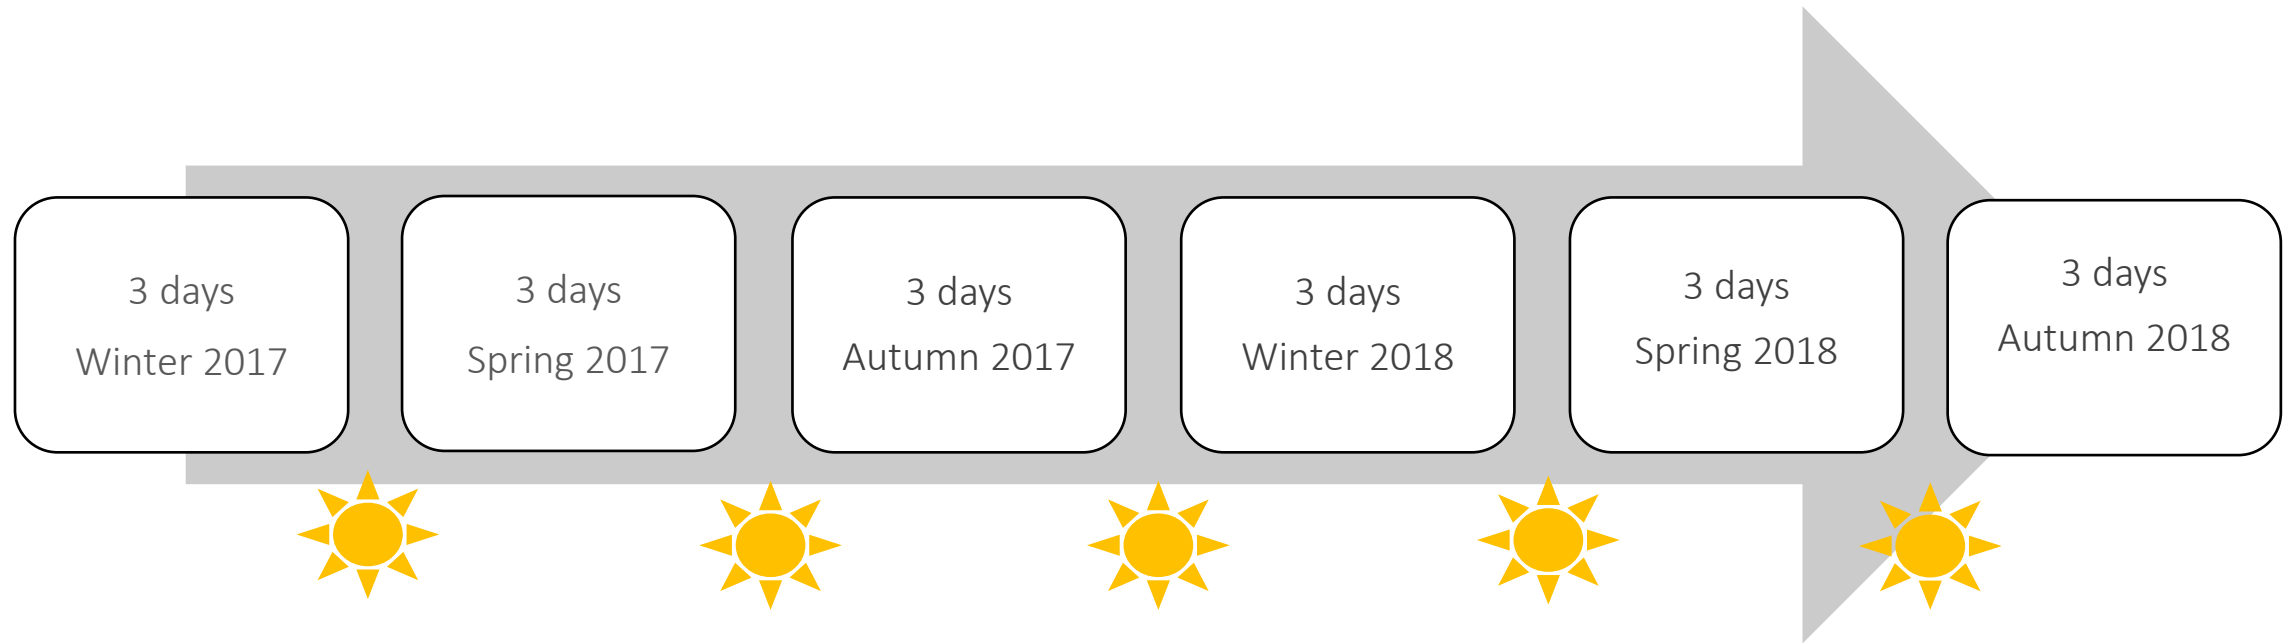 3 days
Winter 2017
3 days
Spring 2017
3 days
Autumn 2017
3 days
Winter 2018
3 days
Spring 2018
3 days
Autumn 2018